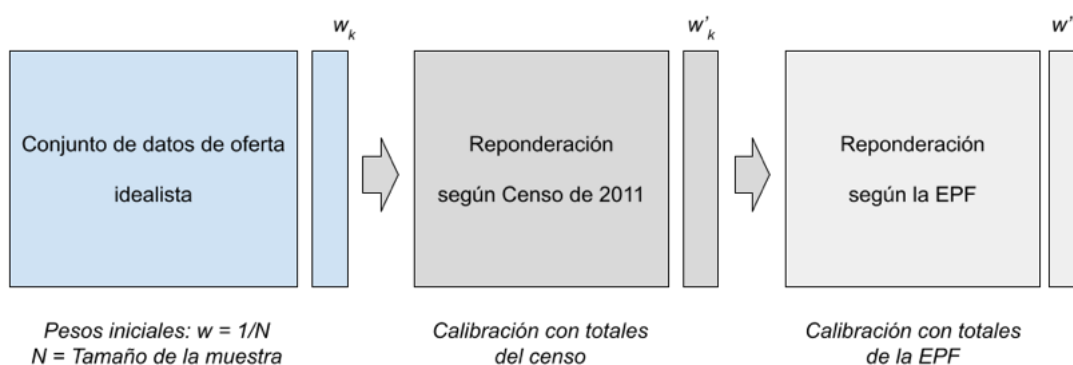 w_k
w'_k
w'
Conjunto de datos de oferta
idealista
Reponderación
según Censo de 2011
Reponderación
según la EPF
Pesos iniciales: w = 1/N
N = Tamaño de la muestra
Calibración con totales
del censo
Calibración con totales
de la EPF